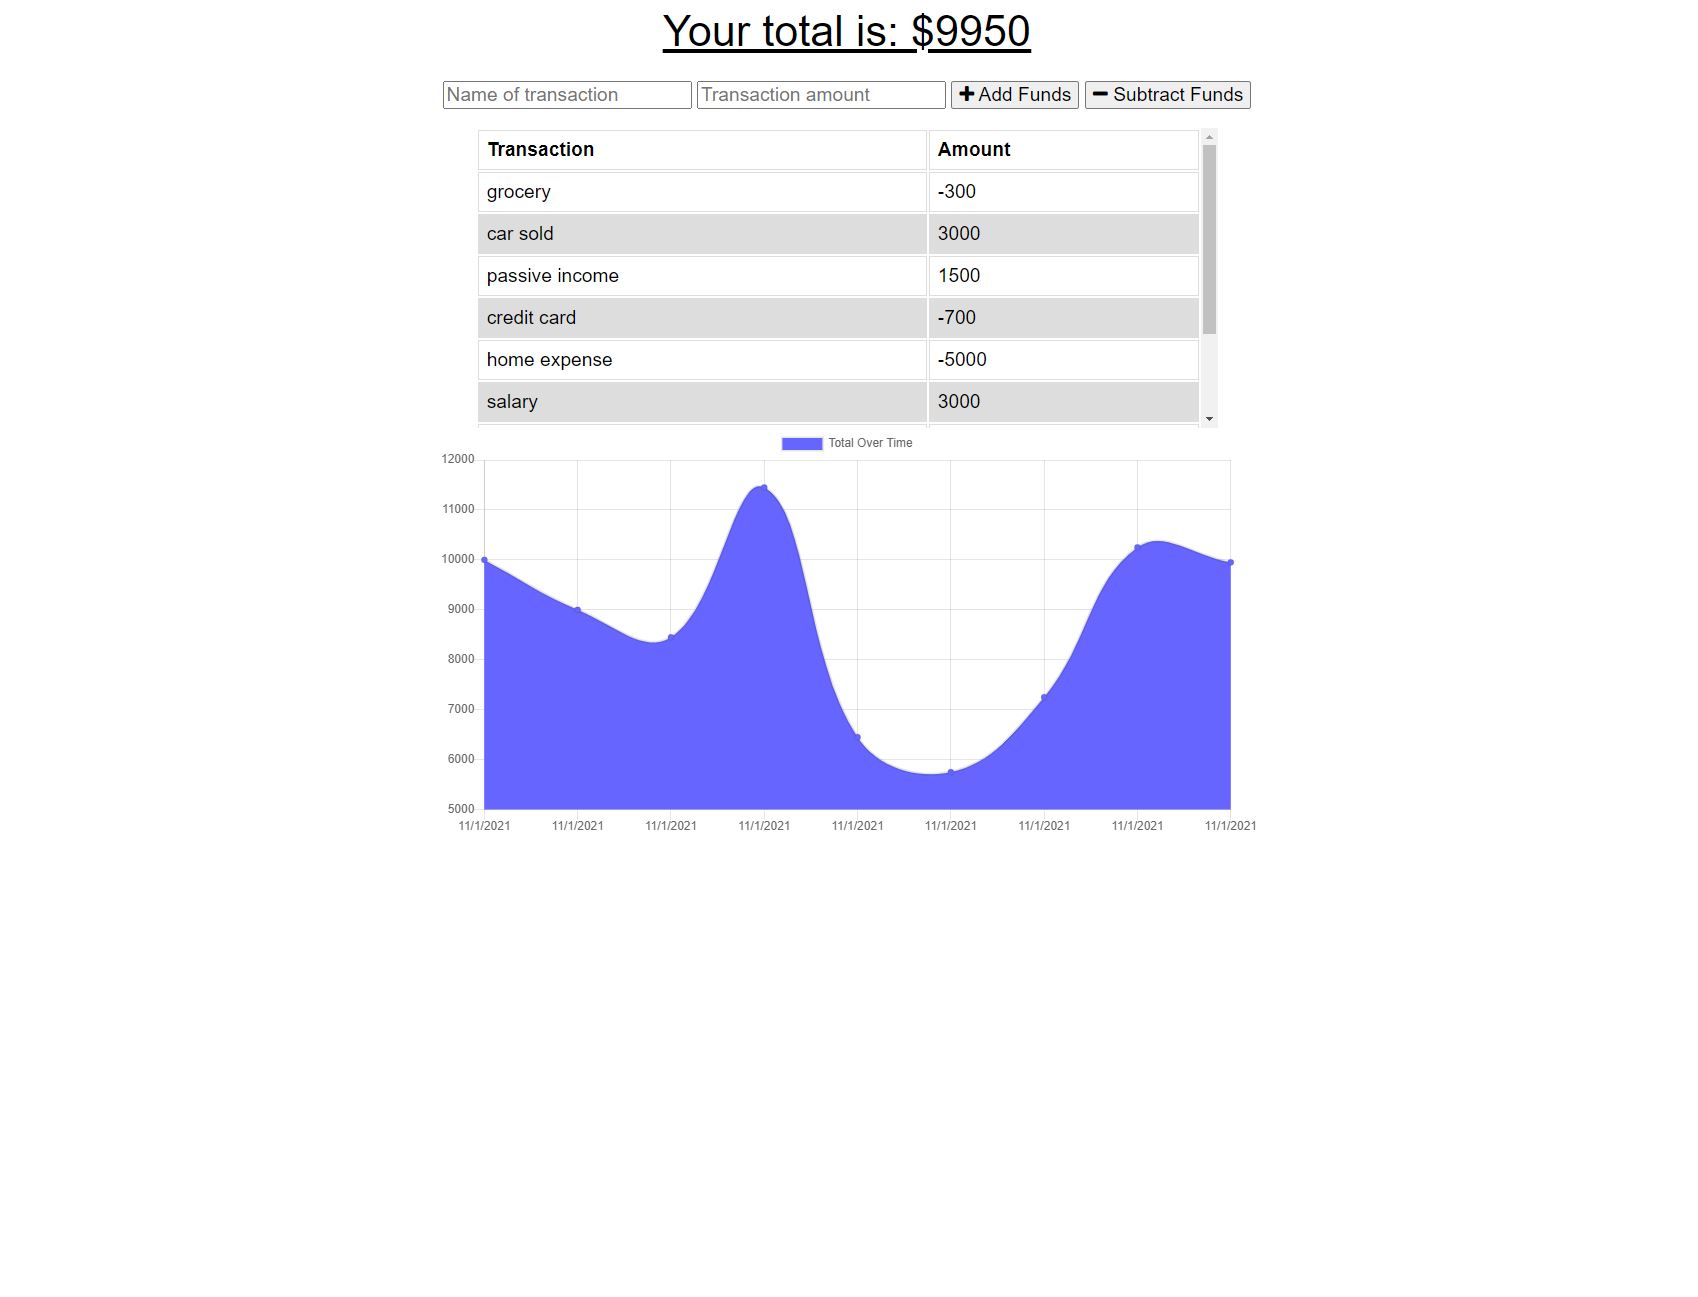 Your total is: $9950
Name of transaction Transaction amount Add Funds Subtract Funds
Transaction Amount
grocery -300
car sold 3000
passive income 1500
credit card -700
home expense -5000
salary 3000
Total Over Time
12000
11000
10000
9000
8000
7000
6000
5000
11/1/2021 11/1/2021 11/1/2021 11/1/2021 11/1/2021 11/1/2021 11/1/2021 11/1/2021 11/1/2021